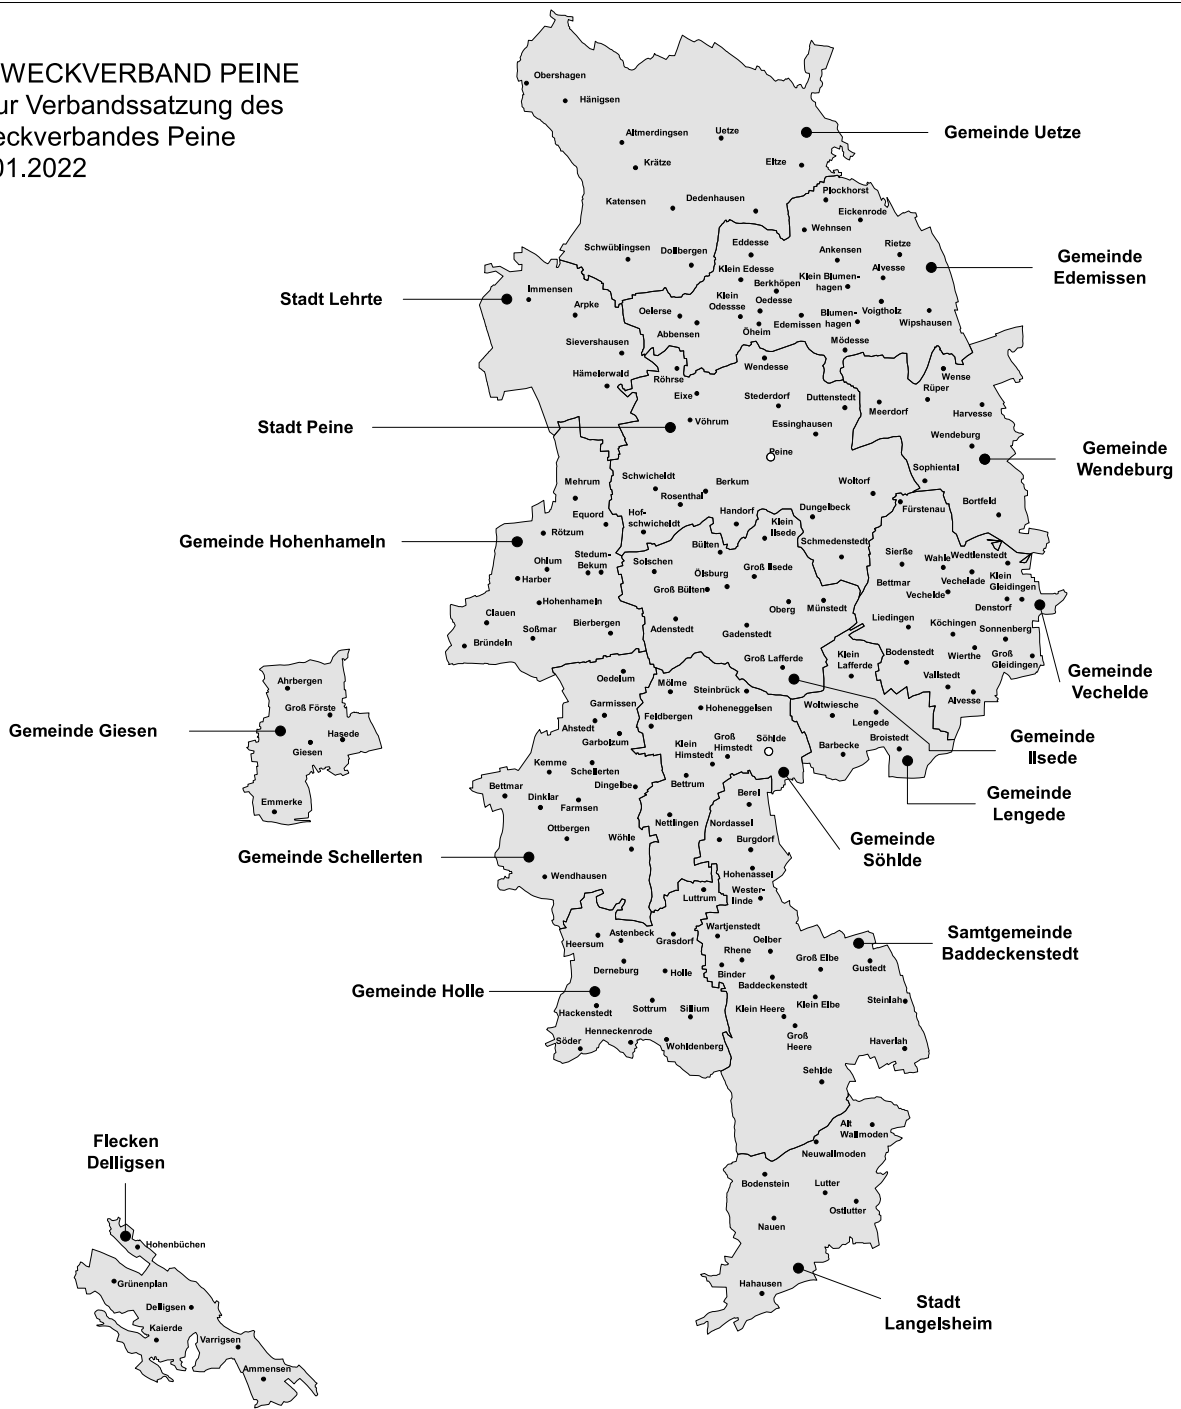 WECKVERBAND PEINE
ur Verbandssatzung des
eckverbandes Peine
01.2022
Obershagen
Hänigsen
Altmerdingsen
Uetze
Gemeinde Uetze
Krätze
Eltze
Katensen
Dedenhausen
Plockhorst
Eickenrode
Wehnsen
Schwüblingsen
Dollbergen
Eddesse
Ankensen
Rietze
Gemeinde
Edemissen
Klein Edesse
Klein Blumen-
hagen
Alvesse
Berkhöpen
Stadt Lehrte
Immensen
Arpke
Oelerse
Klein
Odessse
Oedesse
Abbensen
Öheim
Edemissen
Blumen-
hagen
Voigtholz
Wipshausen
Sievershausen
Mödesse
Hämelerwald
Röhrse
Wendesse
Wense
Rüper
Eixe
Stederdorf
Duttenstedt
Meerdorf
Harvesse
Stadt Peine
Vöhrum
Essinghausen
Wendeburg
Gemeinde
Wendeburg
Peine
Sophiental
Mehrum
Schwicheldt
Berkum
Woltorf
Rosenthal
Bortfeld
Equord
Hof-
schwicheldt
Handorf
Dungelbeck
Fürstenau
Gemeinde Hohenhameln
Rötzum
Klein
Ilsede
Schmedenstedt
Bülten
Ohlum
Stedum-
Bekum
Solschen
Groß Ilsede
Sierße
Wahle
Wedtlenstedt
Harber
Ölsburg
Groß Bülten
Bettmar
Vechelade
Klein
Gleidingen
Vechelde
Denstorf
Hohenhameln
Oberg
Münstedt
Clauen
Soßmar
Bierbergen
Adenstedt
Gadenstedt
Liedingen
Köchingen
Sonnenberg
Bründeln
Bodenstedt
Wierthe
Groß
Gleidingen
Gemeinde
Vechelde
Groß Lafferde
Klein
Lafferde
Vallstedt
Alvesse
Ahrbergen
Oedelum
Mölme
Steinbrück
Groß Förste
Garmissen
Hoheneggelsen
Woltwiesche
Lengede
Gemeinde Giesen
Hasede
Giesen
Ahstedt
Garbolzum
Feldbergen
Klein
Himstedt
Groß
Himstedt
Söhlde
Barbecke
Broistedt
Gemeinde
Ilsede
Kemme
Schellerten
Bettrum
Gemeinde
Lengede
Bettmar
Dinklar
Dingelbe
Farmsen
Berel
Emmerke
Ottbergen
Wöhle
Nettlingen
Nordassel
Burgdorf
Gemeinde
Söhlde
Gemeinde Schellerten
Wendhausen
Hohenassel
Luttrum
Wester-
linde
Heersum
Astenbeck
Grasdorf
Wartjenstedt
Oelber
Samtgemeinde
Baddeckenstedt
Rhene
Groß Elbe
Gustedt
Derneburg
Holle
Binder
Baddeckenstedt
Gemeinde Holle
Hackenstedt
Sottrum
Sillium
Klein Heere
Klein Elbe
Steinlah
Söder
Henneckenrode
Wohldenberg
Groß
Heere
Haverlah
Sehlde
Alt
Wallmoden
Neuwallmoden
Flecken
Delligsen
Bodenstein
Lutter
Ostlutter
Nauen
Hohenbüchen
Grünenplan
Hahausen
Delligsen
Stadt
Langelsheim
Kaierde
Varrigsen
Ammensen